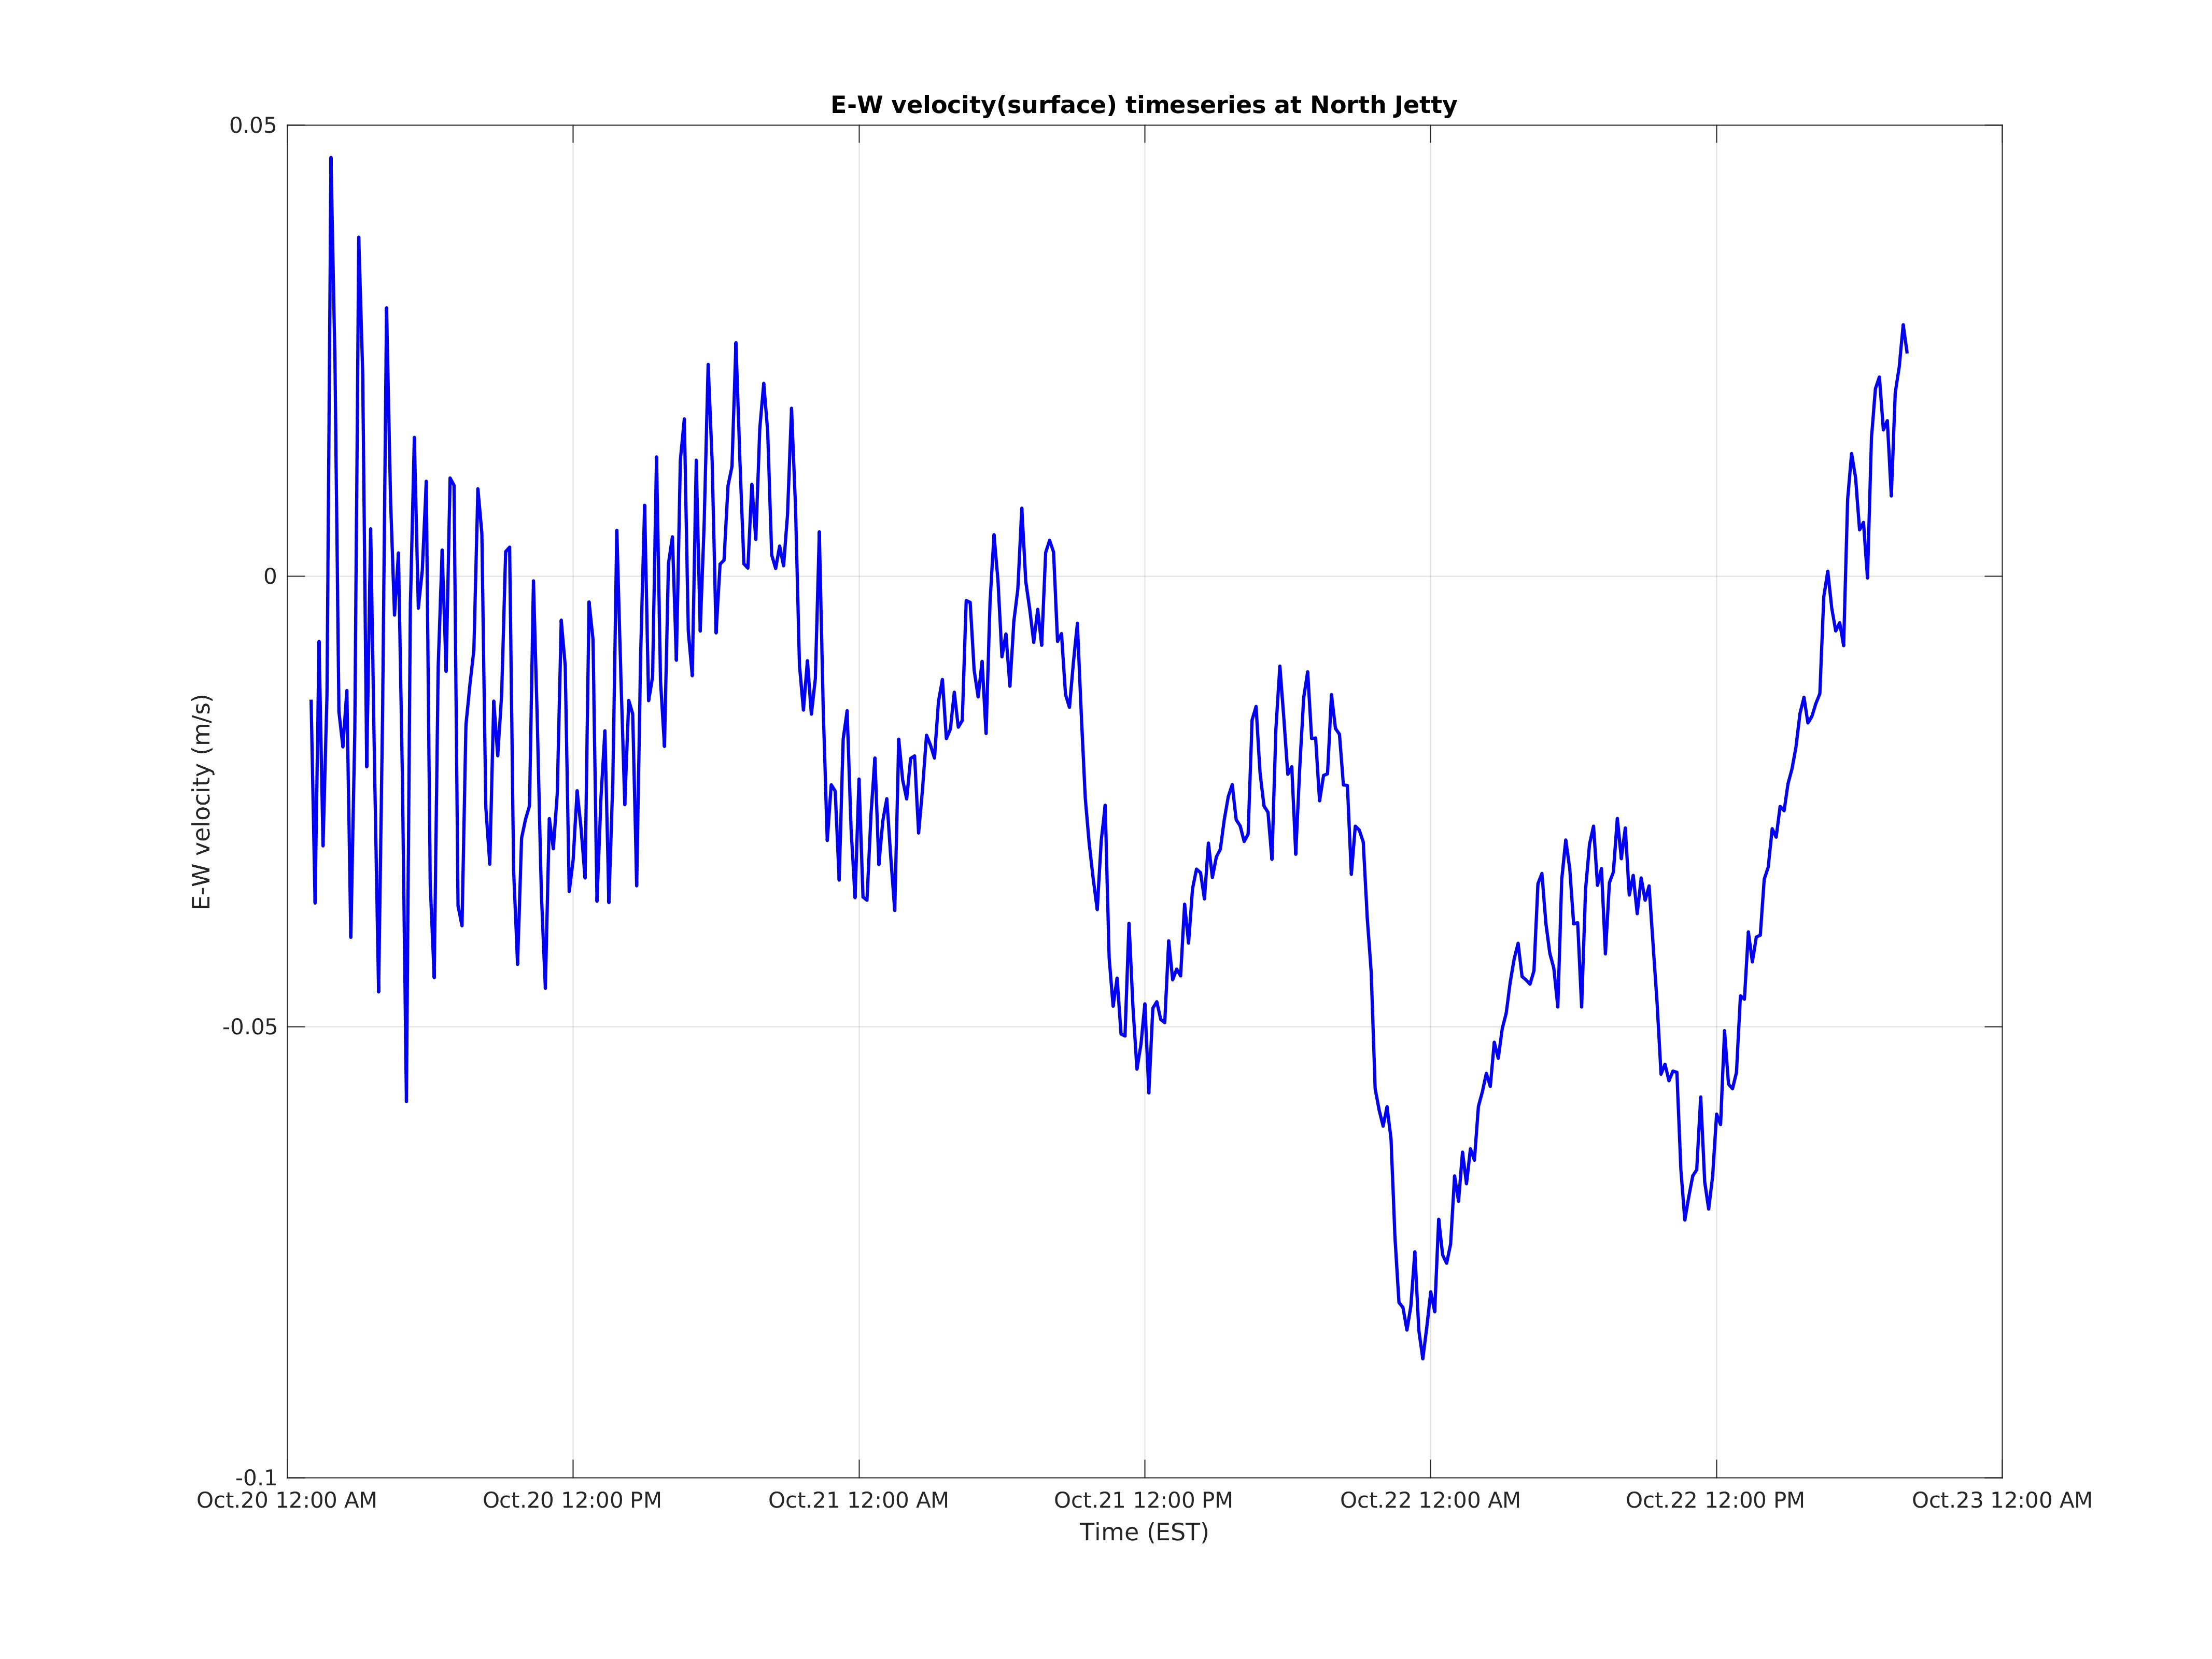 E-W velocity(surface) timeseries at North Jetty
0.05
0
-0.05
-0.1
E-W velocity (m/s)
Oct.20 12:00 AM
Oct.20 12:00 PM
Oct.21 12:00 AM
Oct.21 12:00 PM
Oct.22 12:00 AM
Oct.22 12:00 PM
Oct.23 12:00 AM
Time (EST)